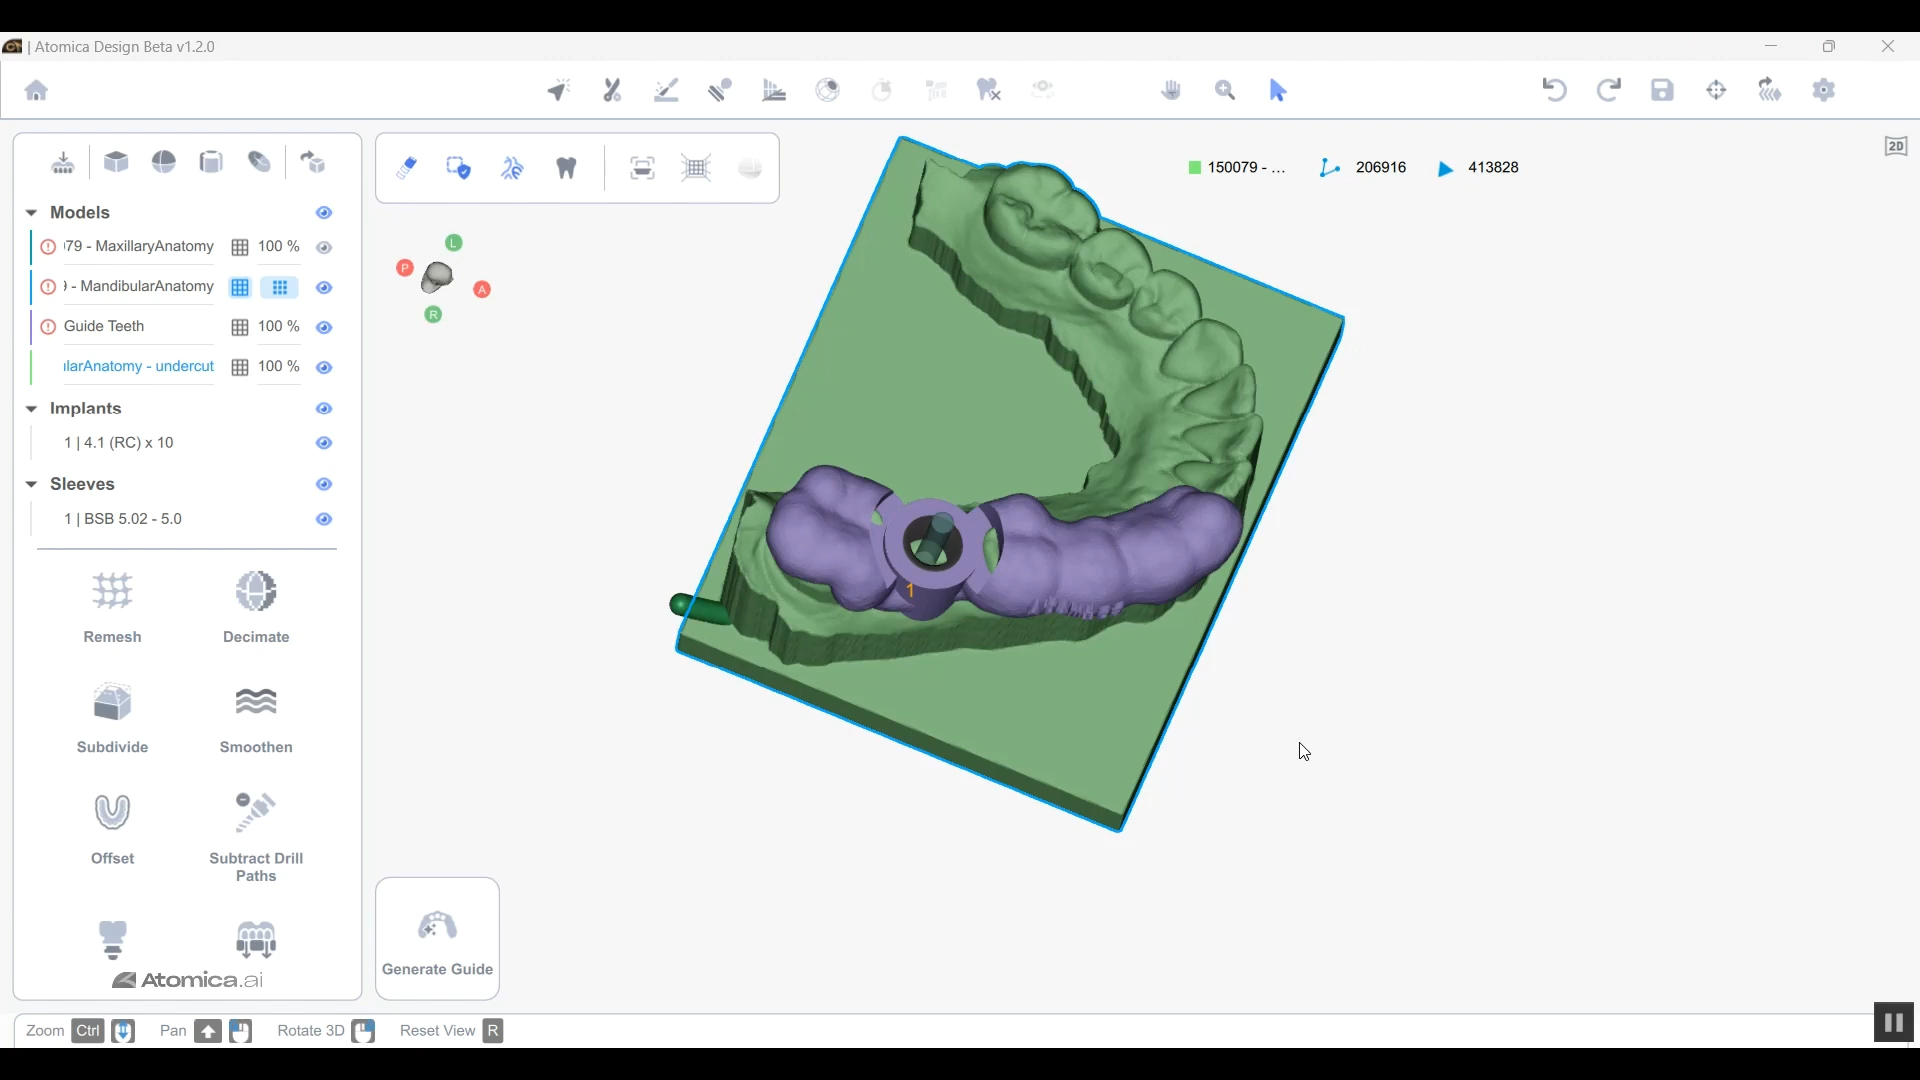 | Atomica Design Beta v1.2.0
2D
150079 - ... 206916 413828
Models
79 - MaxillaryAnatomy 100 %
9 - MandibularAnatomy
Guide Teeth 100 %
larAnatomy - undercut 100 %
Implants
1 | 4.1 (RC) x 10
Sleeves
1 | BSB 5.02 - 5.0
L
P
A
R
1
Remesh
Decimate
Subdivide
Smoothen
Offset
Subtract Drill
Paths
Atomica.ai
Generate Guide
Zoom Ctrl Pan Rotate 3D Reset View R